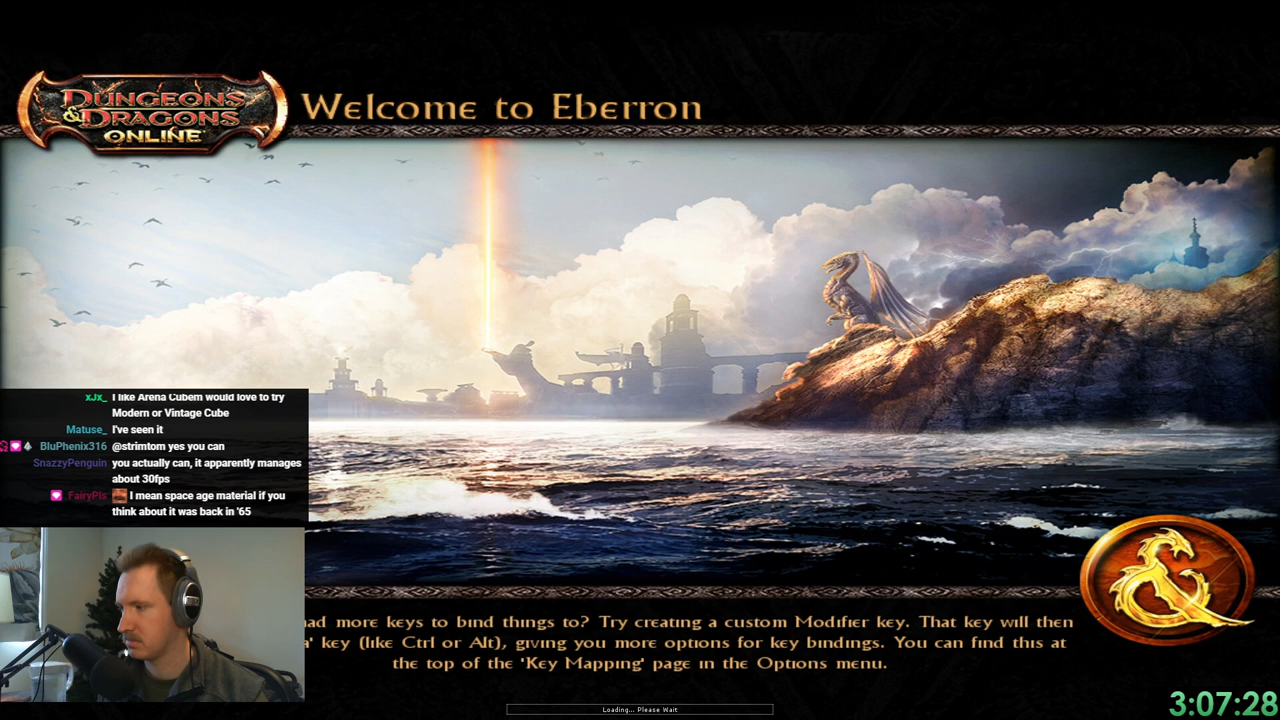 DUNGEONS
& DRAGONS
ONLINE
Welcome to Eberron
xJx_ I like Arena Cubem would love to try
Modern or Vintage Cube
Matuse_ I've seen it
BluPhenix316 @strimtom yes you can
SnazzyPenguin you actually can, it apparently manages
about 30fps
FairyPls I mean space age material if you
think about it was back in '65
more keys to bind things to? Try creating a custom Modifier key. That key will then
key (like Ctrl or Alt), giving you more options for key bindings. You can find this at
the top of the 'Key Mapping' page in the Options menu.
Loading... Please Wait
3:07:28